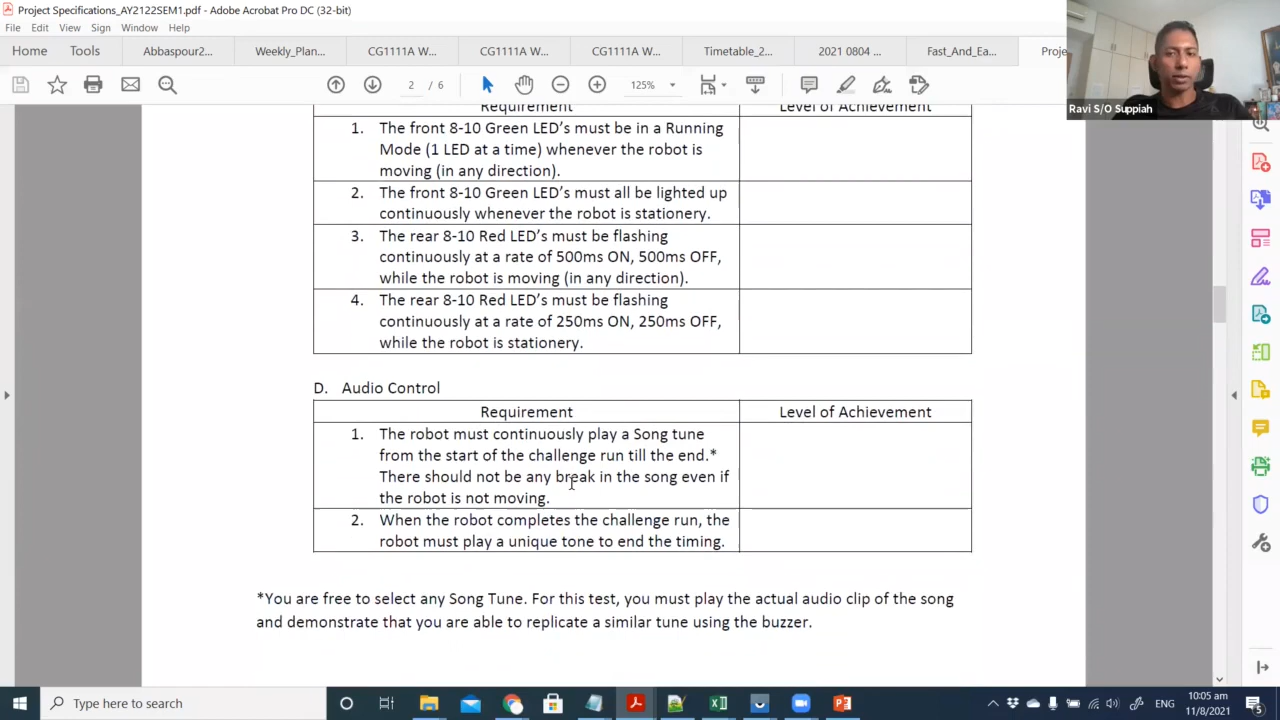 Project Specifications_AY2122SEM1.pdf - Adobe Acrobat Pro DC (32-bit)
File Edit View Sign Window Help
Home Tools Abbaspour2... Weekly_Plan... CG1111A W... CG1111A W... CG1111A W... Timetable_2... 2021 0804 ... Fast_And_Ea... Proje
2 / 6 125%
Ravi S/O Suppiah
Requirement Level of Achievement
1. The front 8-10 Green LED's must be in a Running
Mode (1 LED at a time) whenever the robot is
moving (in any direction).
2. The front 8-10 Green LED's must all be lighted up
continuously whenever the robot is stationery.
3. The rear 8-10 Red LED's must be flashing
continuously at a rate of 500ms ON, 500ms OFF,
while the robot is moving (in any direction).
4. The rear 8-10 Red LED's must be flashing
continuously at a rate of 250ms ON, 250ms OFF,
while the robot is stationery.
D. Audio Control
Requirement Level of Achievement
1. The robot must continuously play a Song tune
from the start of the challenge run till the end.*
There should not be any break in the song even if
the robot is not moving.
2. When the robot completes the challenge run, the
robot must play a unique tone to end the timing.
*You are free to select any Song Tune. For this test, you must play the actual audio clip of the song
and demonstrate that you are able to replicate a similar tune using the buzzer.
Type here to search
ENG
10:05 am
11/8/2021
5